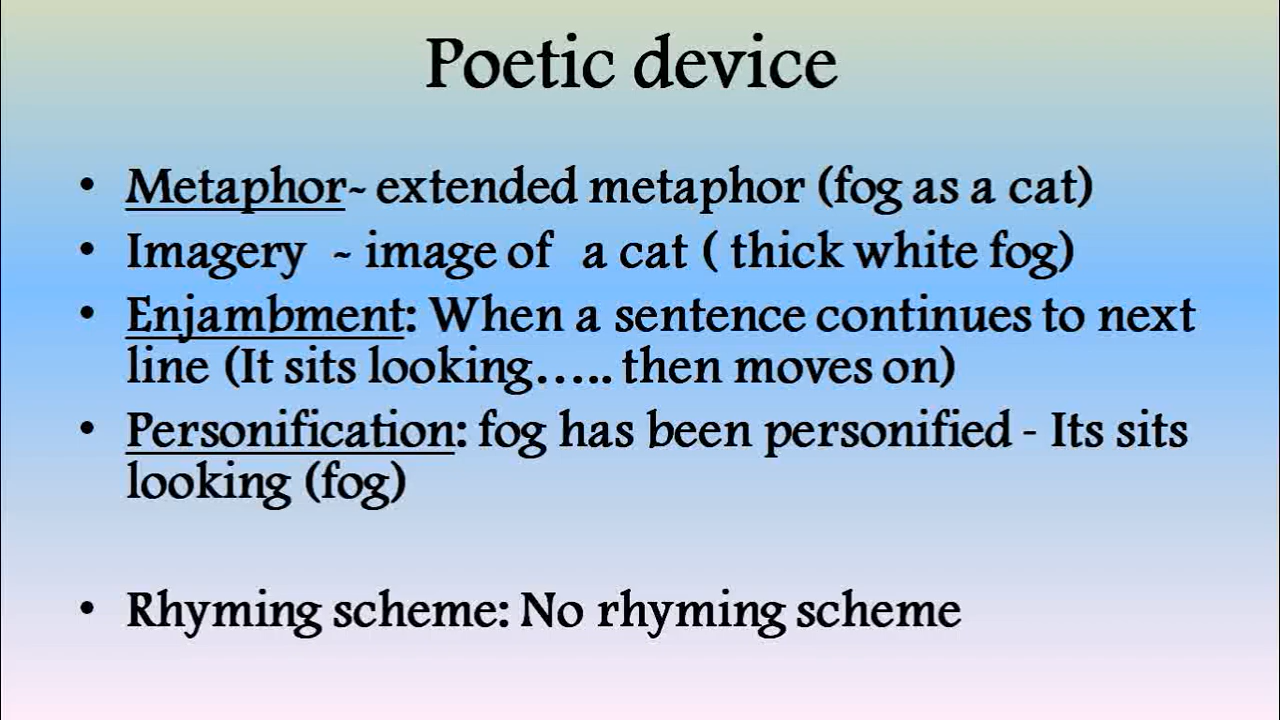 Poetic device
• Metaphor- extended metaphor (fog as a cat)
• Imagery - image of a cat ( thick white fog)
• Enjambment: When a sentence continues to next
line (It sits looking..... then moves on)
• Personification: fog has been personified - Its sits
looking (fog)
• Rhyming scheme: No rhyming scheme